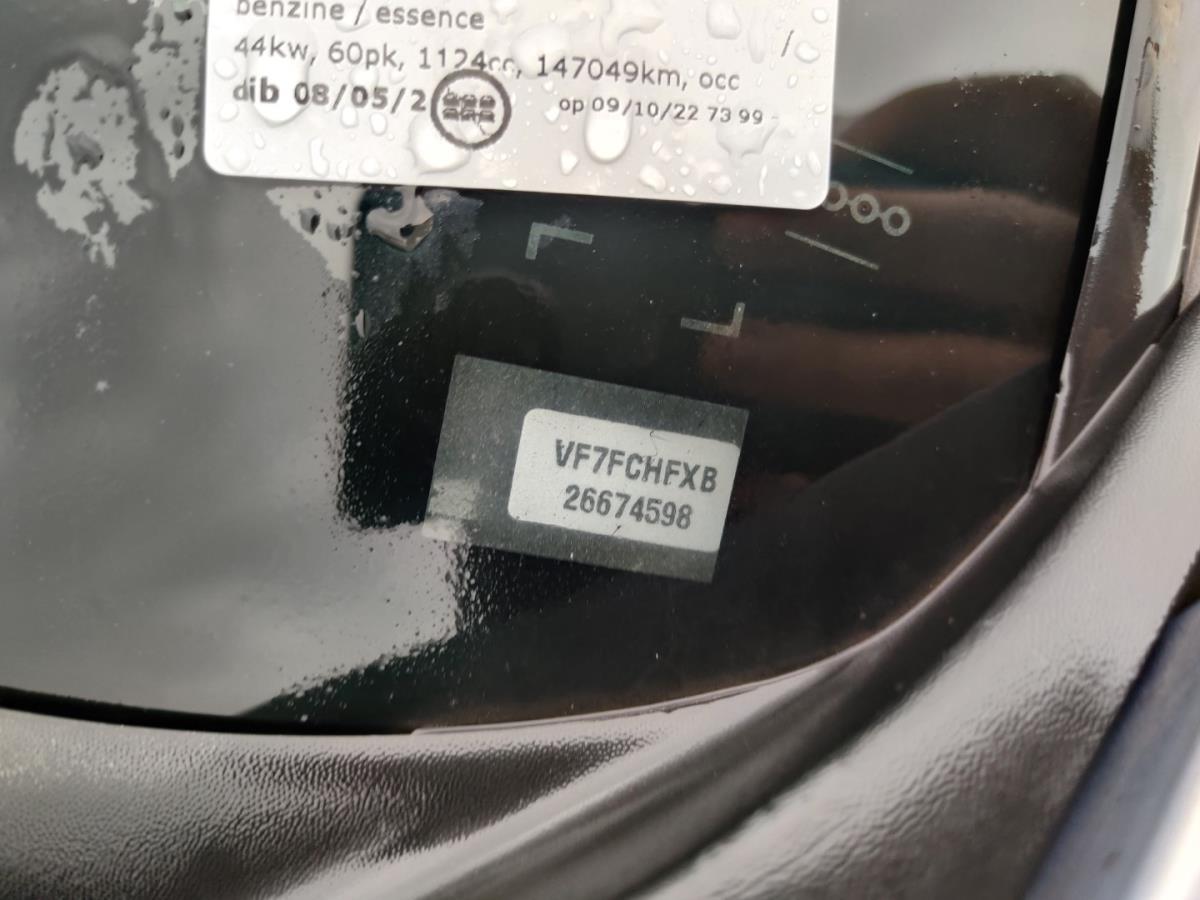 benzine / essence
44kw, 60pk, 1124cc, 147049km, occ
dib 08/05/2
op 09/10/22 73 99 -
VF7FCHFXB
26674598